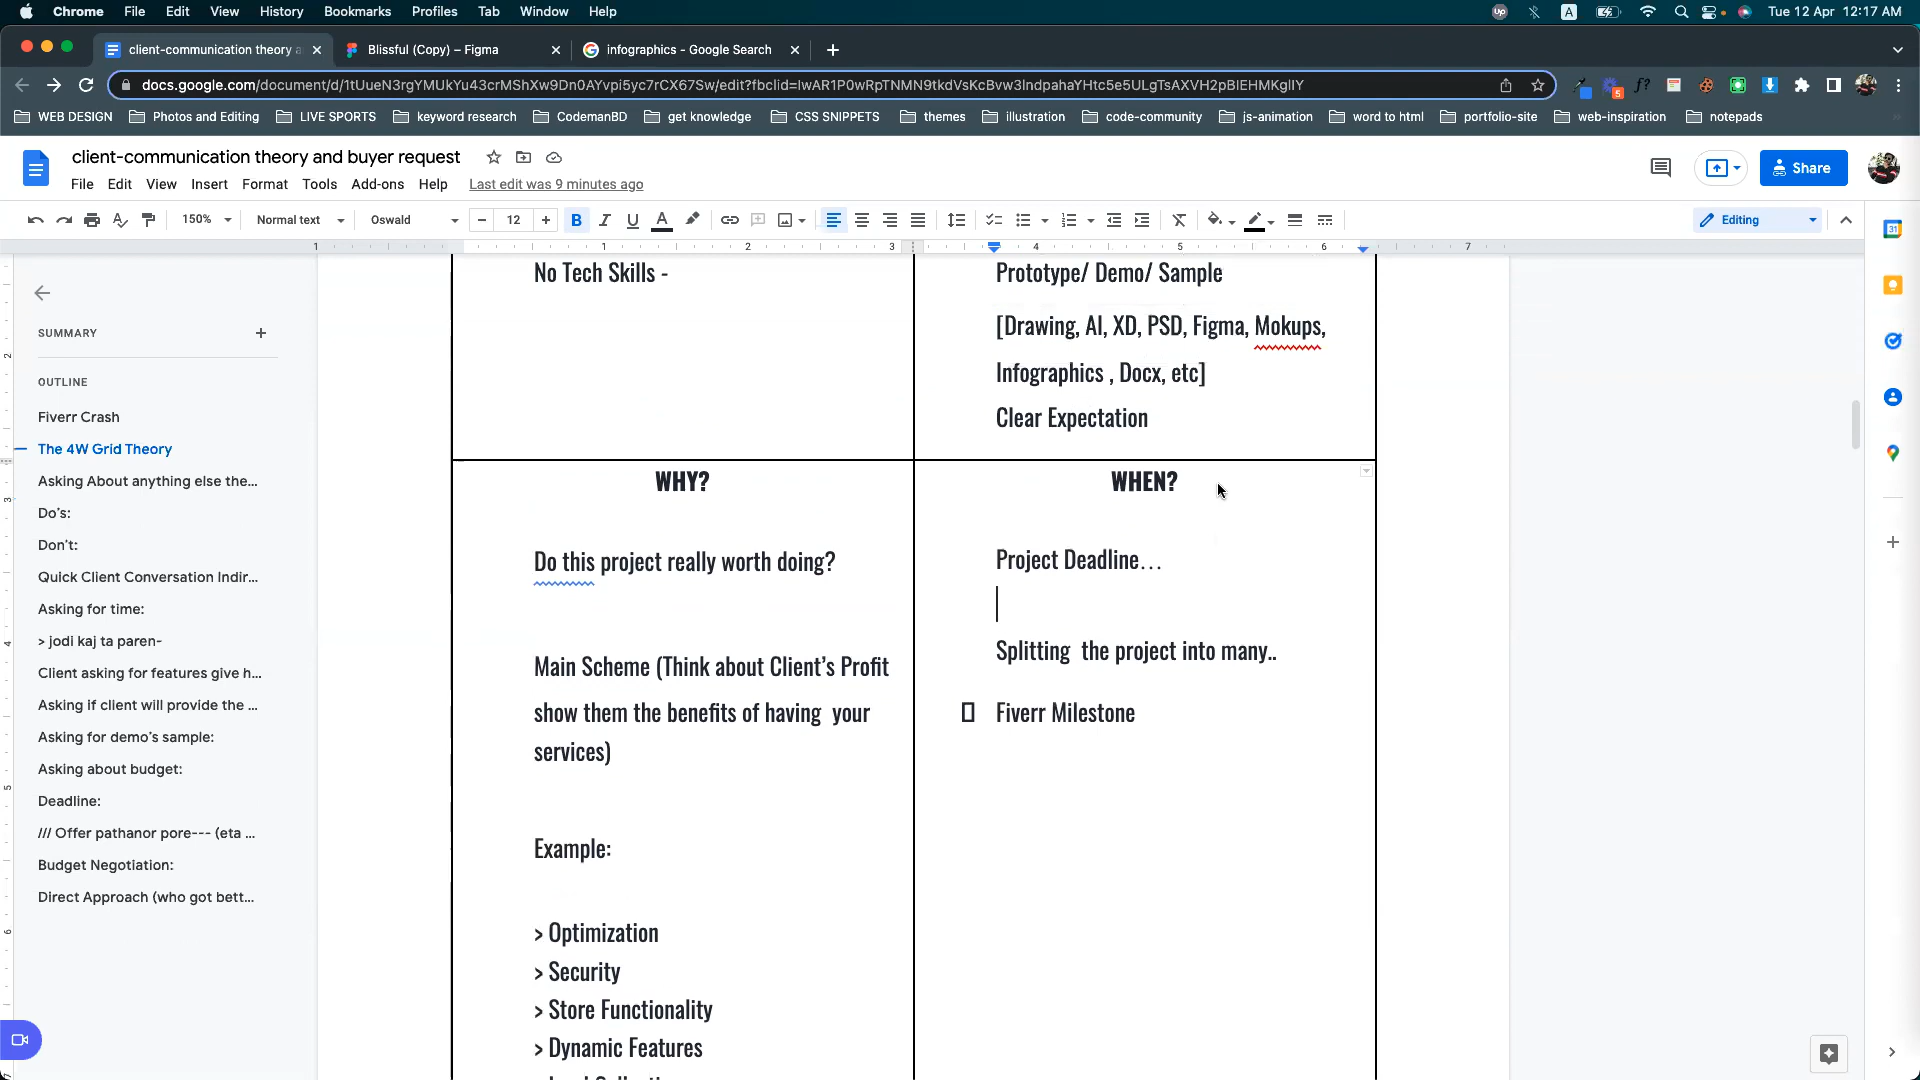 Chrome File Edit View History Bookmarks Profiles Tab Window Help Up A Tue 12 Apr 12:17 AM
client-communication theory a Blissful (Copy) – Figma infographics - Google Search
docs.google.com/document/d/1tUueN3rgYMUkYu43crMShXw9Dn0AYvpi5yc7rCX67Sw/edit?fbclid=IwAR1P0wRpTNMN9tkdVsKcBvw3IndpahaYHtc5e5ULgTsAXVH2pBlEHMKglIY
WEB DESIGN Photos and Editing LIVE SPORTS keyword research CodemanBD get knowledge CSS SNIPPETS themes illustration code-community js-animation word to html portfolio-site web-inspiration notepads
client-communication theory and buyer request
File Edit View Insert Format Tools Add-ons Help Last edit was 9 minutes ago
Share
150% Normal text Oswald 12 B I U A Editing
1 1 2 3 4 5 6 7
No Tech Skills -
Prototype/ Demo/ Sample
[Drawing, AI, XD, PSD, Figma, Mokups,
Infographics , Docx, etc]
Clear Expectation
SUMMARY
OUTLINE
Fiverr Crash
The 4W Grid Theory
Asking About anything else the...
Do's:
Don't:
Quick Client Conversation Indir...
Asking for time:
> jodi kaj ta paren-
Client asking for features give h...
Asking if client will provide the ...
Asking for demo's sample:
Asking about budget:
Deadline:
/// Offer pathanor pore--- (eta ...
Budget Negotiation:
Direct Approach (who got bett...
WHY?
Do this project really worth doing?
Main Scheme (Think about Client's Profit
show them the benefits of having  your
services)
Example:
> Optimization
> Security
> Store Functionality
> Dynamic Features
WHEN?
Project Deadline…
Splitting  the project into many..
Fiverr Milestone